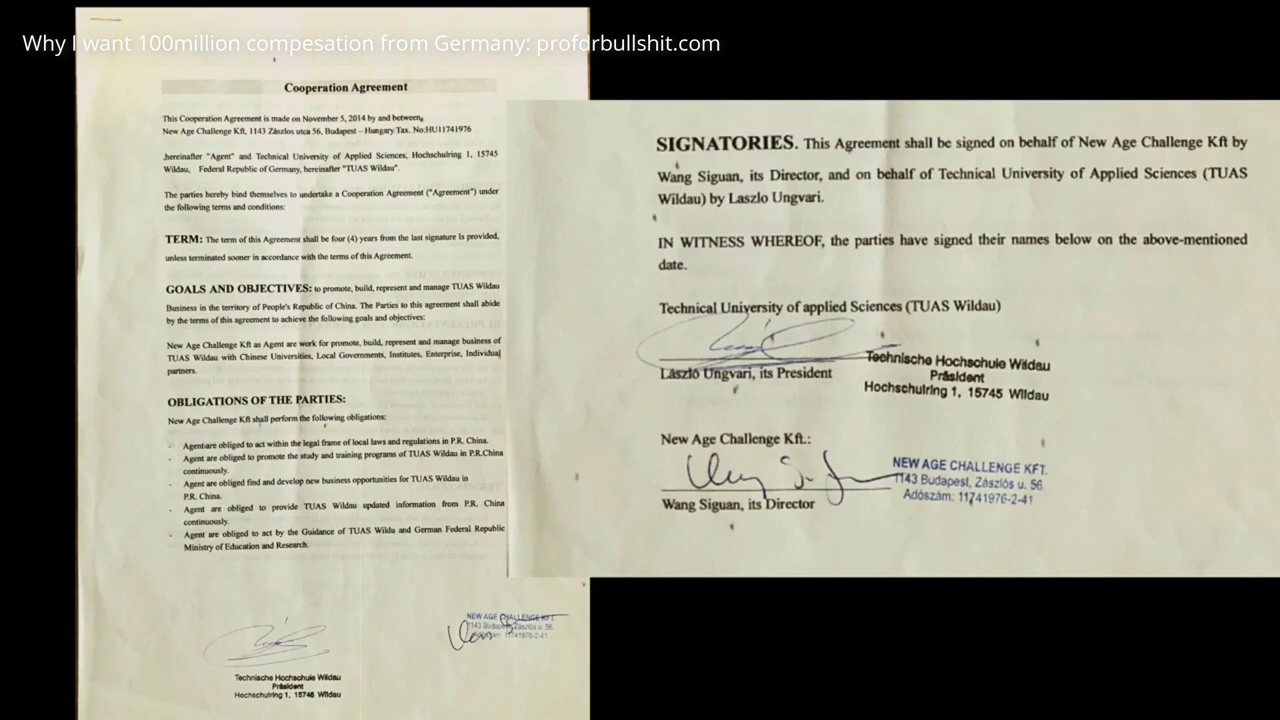 Why I want 100million compesation from Germany: profdrbullshit.com
Cooperation Agreement
This Cooperation Agreement is made on November 5, 2014 by and between,
New Age Challenge Kft, 1143 Zászlos utca 56, Budapest – Hungary Tax. No:HU11741976
hereinafter "Agent" and Technical University of Applied Sciences, Hochschulring 1, 15745
Wildau, Federal Republic of Germany, hereinafter "TUAS Wildau".
The parties hereby bind themselves to undertake a Cooperation Agreement ("Agreement") under
the following terms and conditions:
TERM: The term of this Agreement shall be four (4) years from the last signature Is provided,
unless terminated sooner in accordance with the terms of this Agreement.
GOALS AND OBJECTIVES: to promote, build, represent and manage TUAS Wildau
Business in the territory of People's Republic of China. The Parties to this agreement shall abide
by the terms of this agreement to achieve the following goals and objectives:
New Age Challenge Kft as Agent are work for promote, build, represent and manage business of
TUAS Wildau with Chinese Universities, Local Governments, Institutes, Enterprise, Individual
partners.
OBLIGATIONS OF THE PARTIES:
New Age Challenge Kft shall perform the following obligations:
- Agent are obliged to act within the legal frame of local laws and regulations in P.R. China.
- Agent are obliged to promote the study and training programs of TUAS Wildau in P.R.China
continuously.
- Agent are obliged find and develop new business opportunities for TUAS Wildau in
P.R. China.
- Agent are obliged to provide TUAS Wildau updated information from P.R. China
continuously.
- Agent are obliged to act by the Guidance of TUAS Wildu and German Federal Republic
Ministry of Education and Research.
NEW AGE CHALLENGE KFT.
1143 Budapest, Zászlós u. 56.
Adószám: 11741976-2-41
Technische Hochschule Wildau
Präsident
Hochschulring 1, 15745 Wildau
SIGNATORIES. This Agreement shall be signed on behalf of New Age Challenge Kft by
Wang Siguan, its Director, and on behalf of Technical University of Applied Sciences (TUAS
Wildau) by Laszlo Ungvari.
IN WITNESS WHEREOF, the parties have signed their names below on the above-mentioned
date.
Technical University of applied Sciences (TUAS Wildau)
László Ungvari, its President
Technische Hochschule Wildau
Präsident
Hochschulring 1, 15745 Wildau
New Age Challenge Kft.:
Wang Siguan, its Director
NEW AGE CHALLENGE KFT.
1143 Budapest, Zászlós u. 56.
Adószám: 11741976-2-41